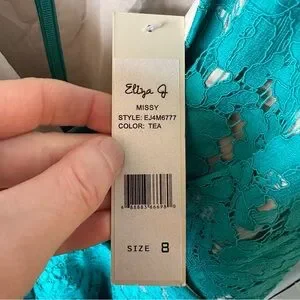 Eliza J
MISSY
STYLE: EJ4M6777
COLOR: TEA
SIZE 8